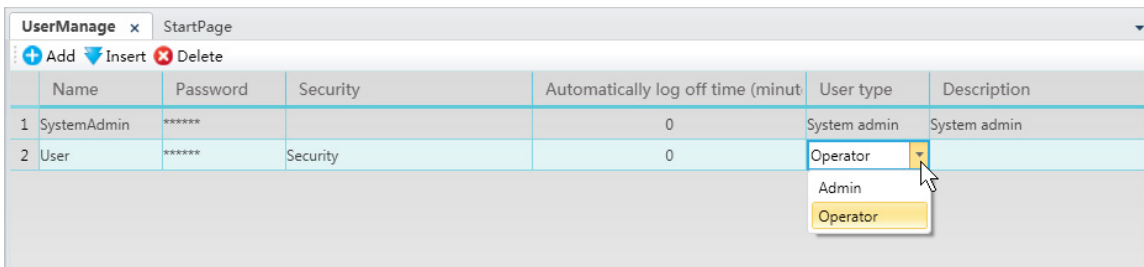 UserManage x StartPage
Add Insert Delete
Name Password Security Automatically log off time (minut User type Description
1 SystemAdmin ****** 0 System admin System admin
2 User ****** Security 0 Operator
Admin
Operator